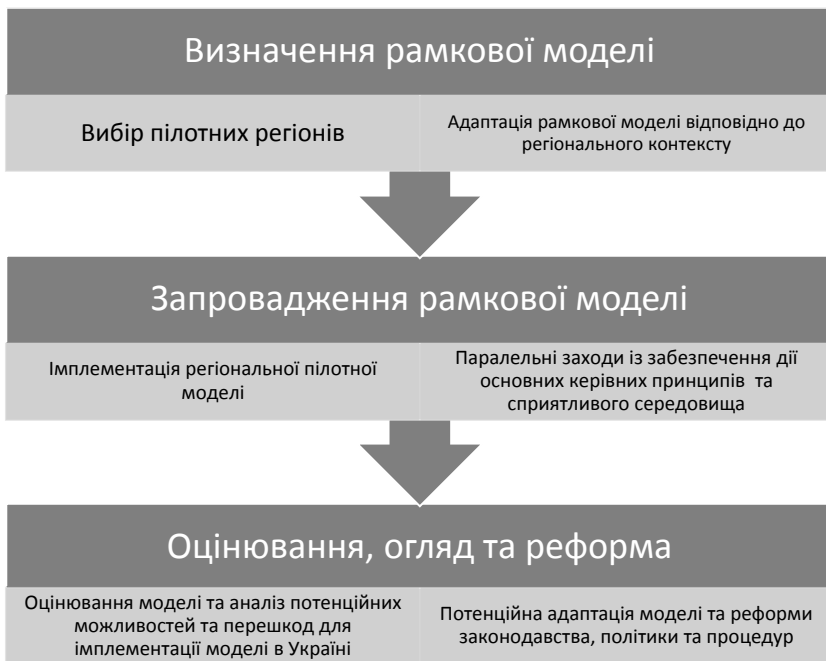 Визначення рамкової моделі
Вибір пілотних регіонів
Адаптація рамкової моделі відповідно до
регіонального контексту
Запровадження рамкової моделі
Імплементація регіональної пілотної
моделі
Паралельні заходи із забезпечення дії
основних керівних принципів та
сприятливого середовища
Оцінювання, огляд та реформа
Оцінювання моделі та аналіз потенційних
можливостей та перешкод для
імплементації моделі в Україні
Потенційна адаптація моделі та реформи
законодавства, політики та процедур